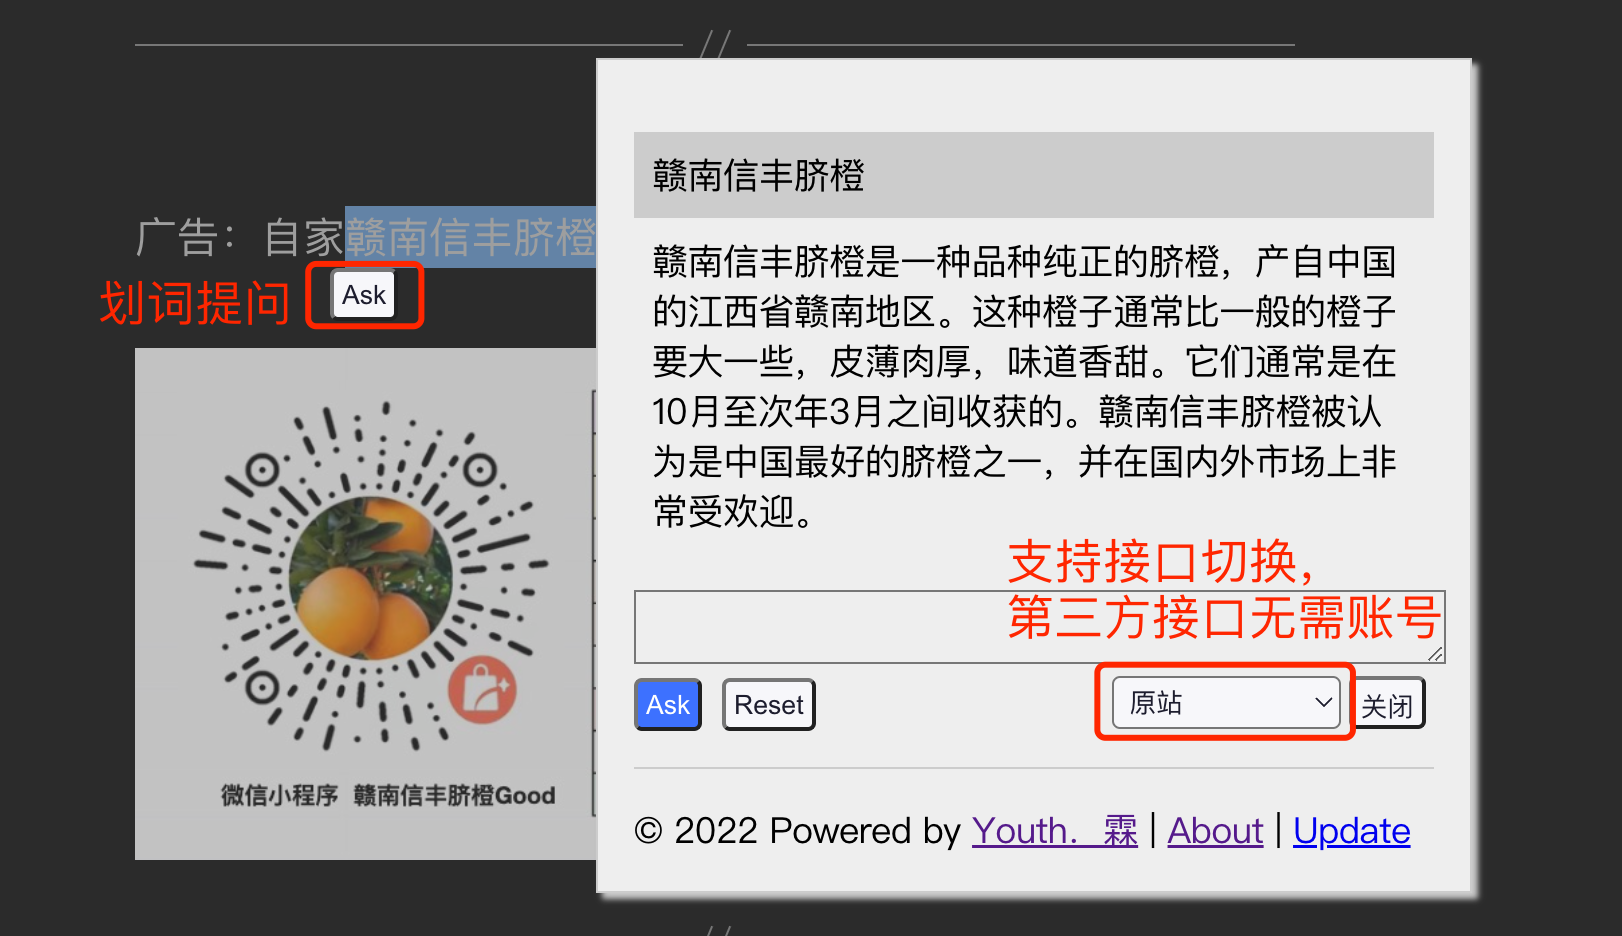 广告：自家赣南信丰脐橙
划词提问
Ask
微信小程序 赣南信丰脐橙Good
赣南信丰脐橙
赣南信丰脐橙是一种品种纯正的脐橙，产自中国
的江西省赣南地区。这种橙子通常比一般的橙子
要大一些，皮薄肉厚，味道香甜。它们通常是在
10月至次年3月之间收获的。赣南信丰脐橙被认
为是中国最好的脐橙之一，并在国内外市场上非
常受欢迎。
支持接口切换，
第三方接口无需账号
Ask
Reset
原站
关闭
© 2022 Powered by Youth．霖 | About | Update